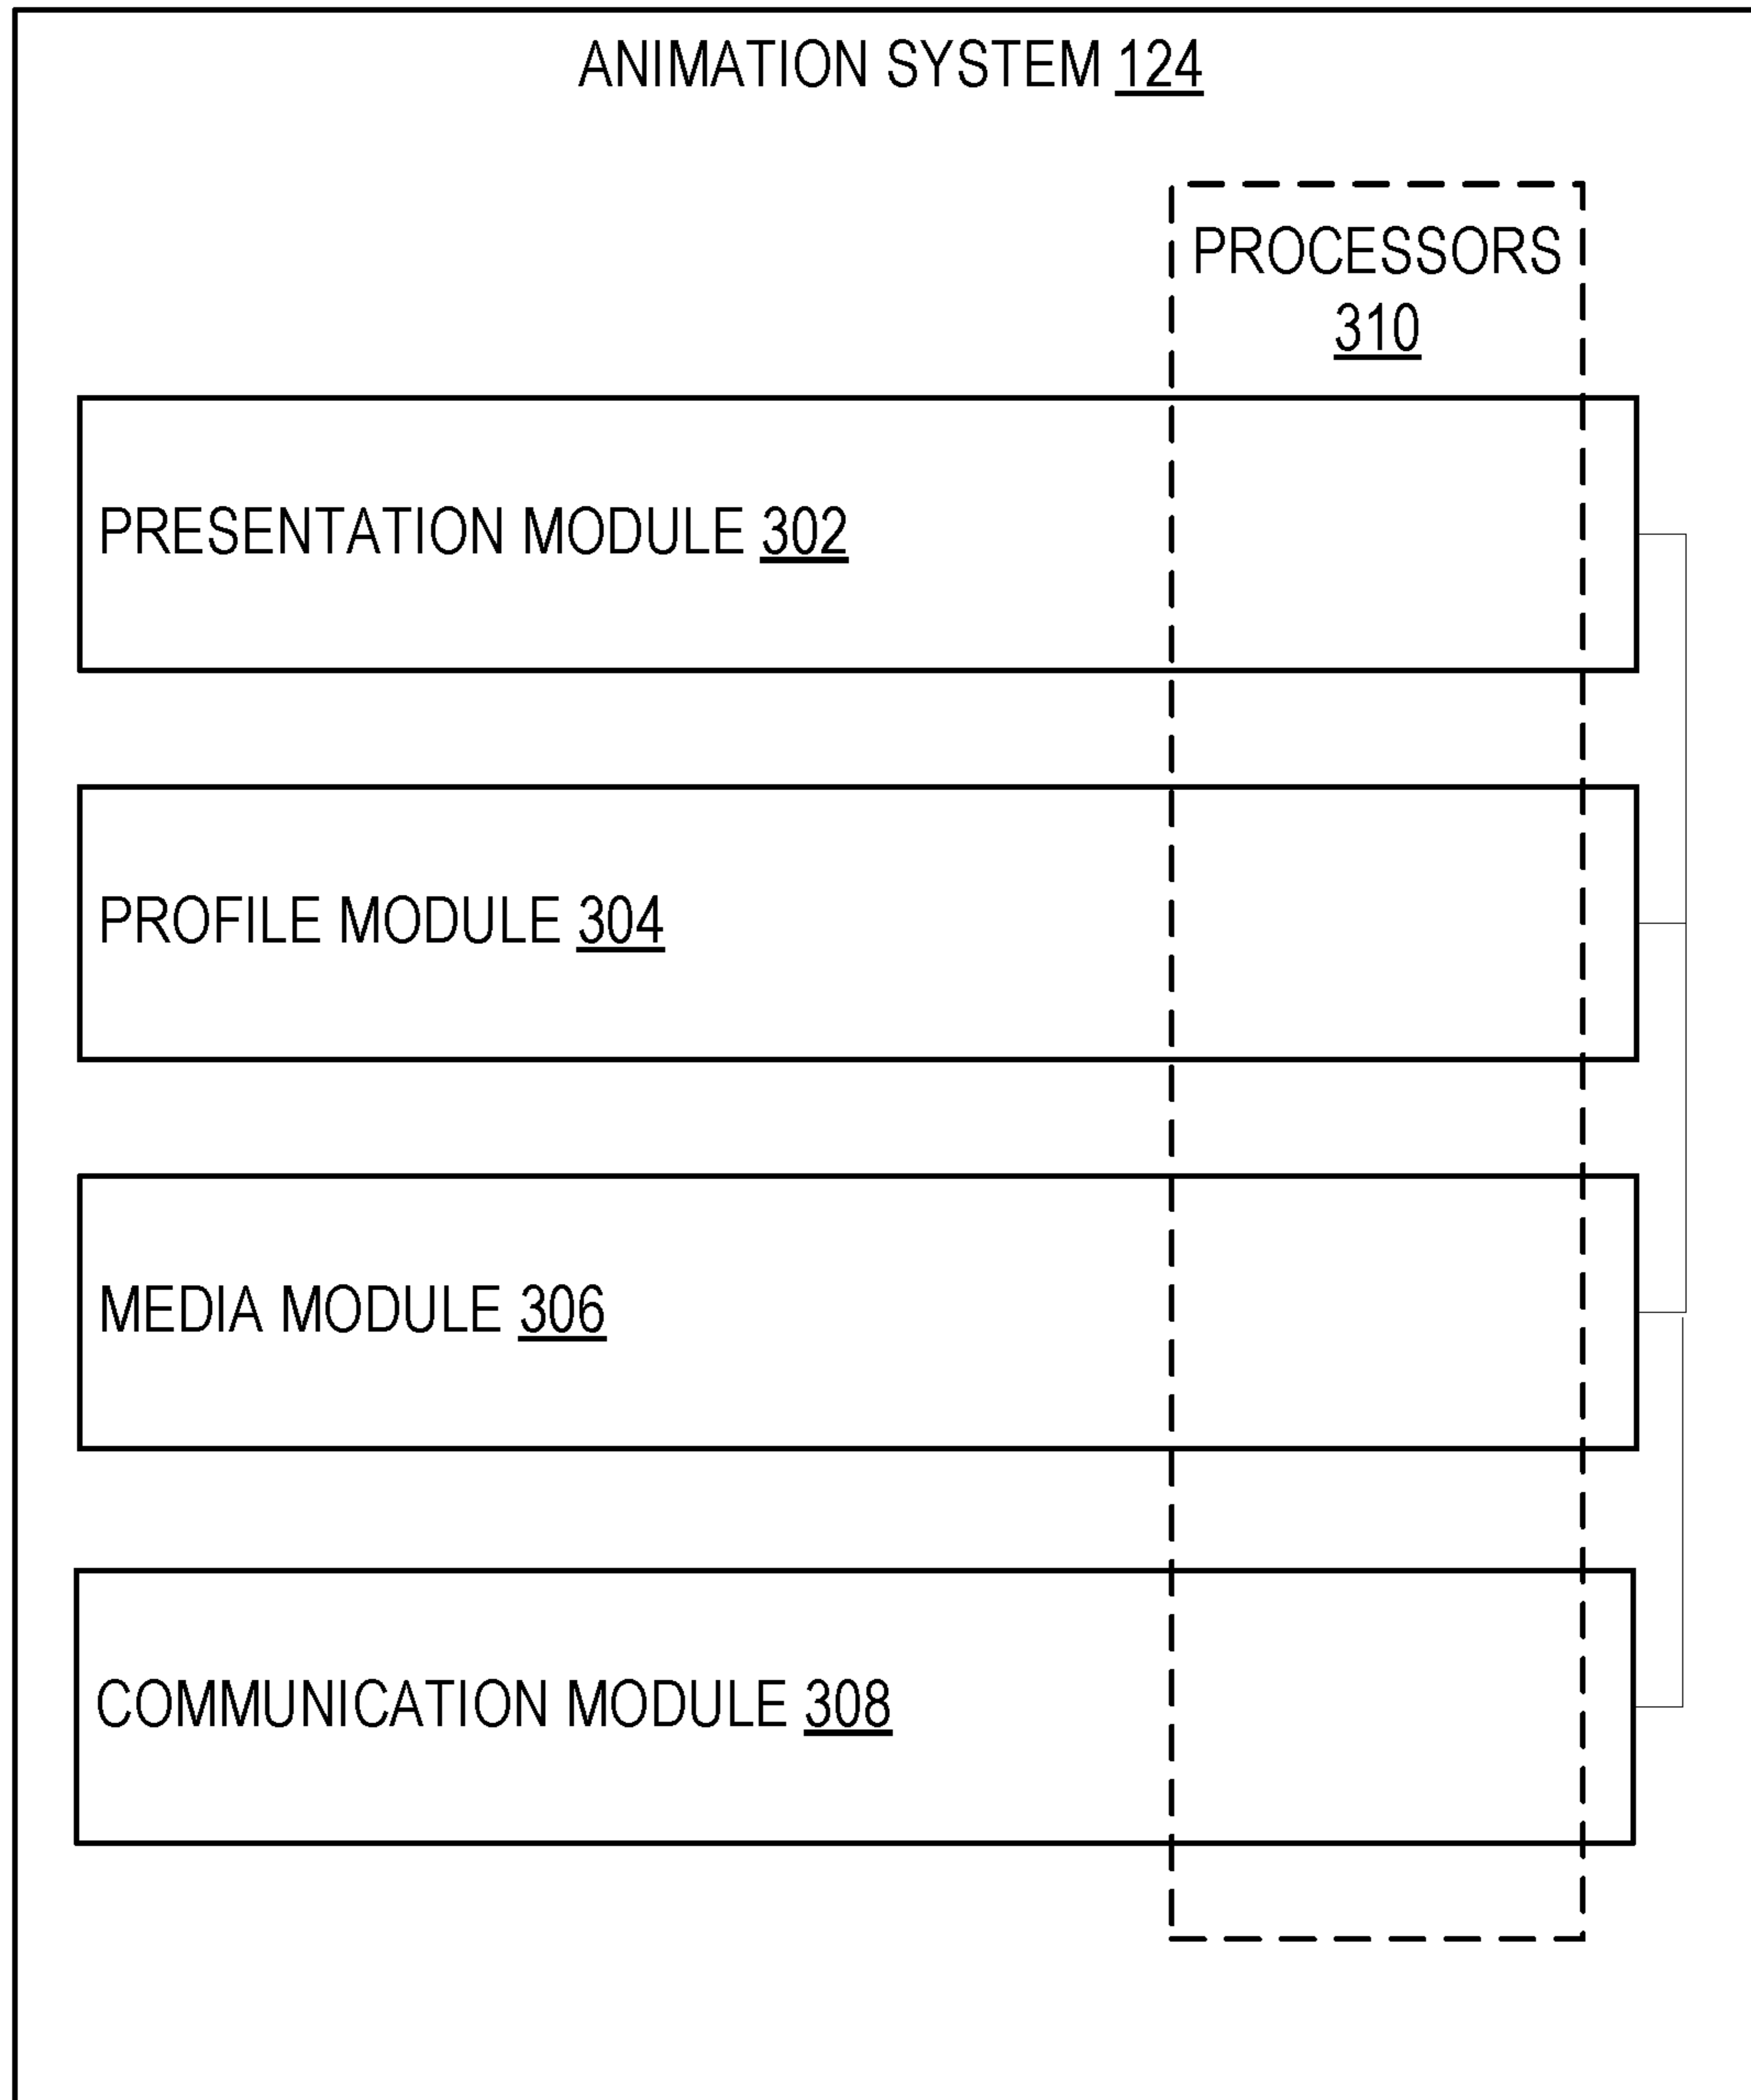 ANIMATION SYSTEM 124
PROCESSORS
310
PRESENTATION MODULE 302
PROFILE MODULE 304
MEDIA MODULE 306
COMMUNICATION MODULE 308